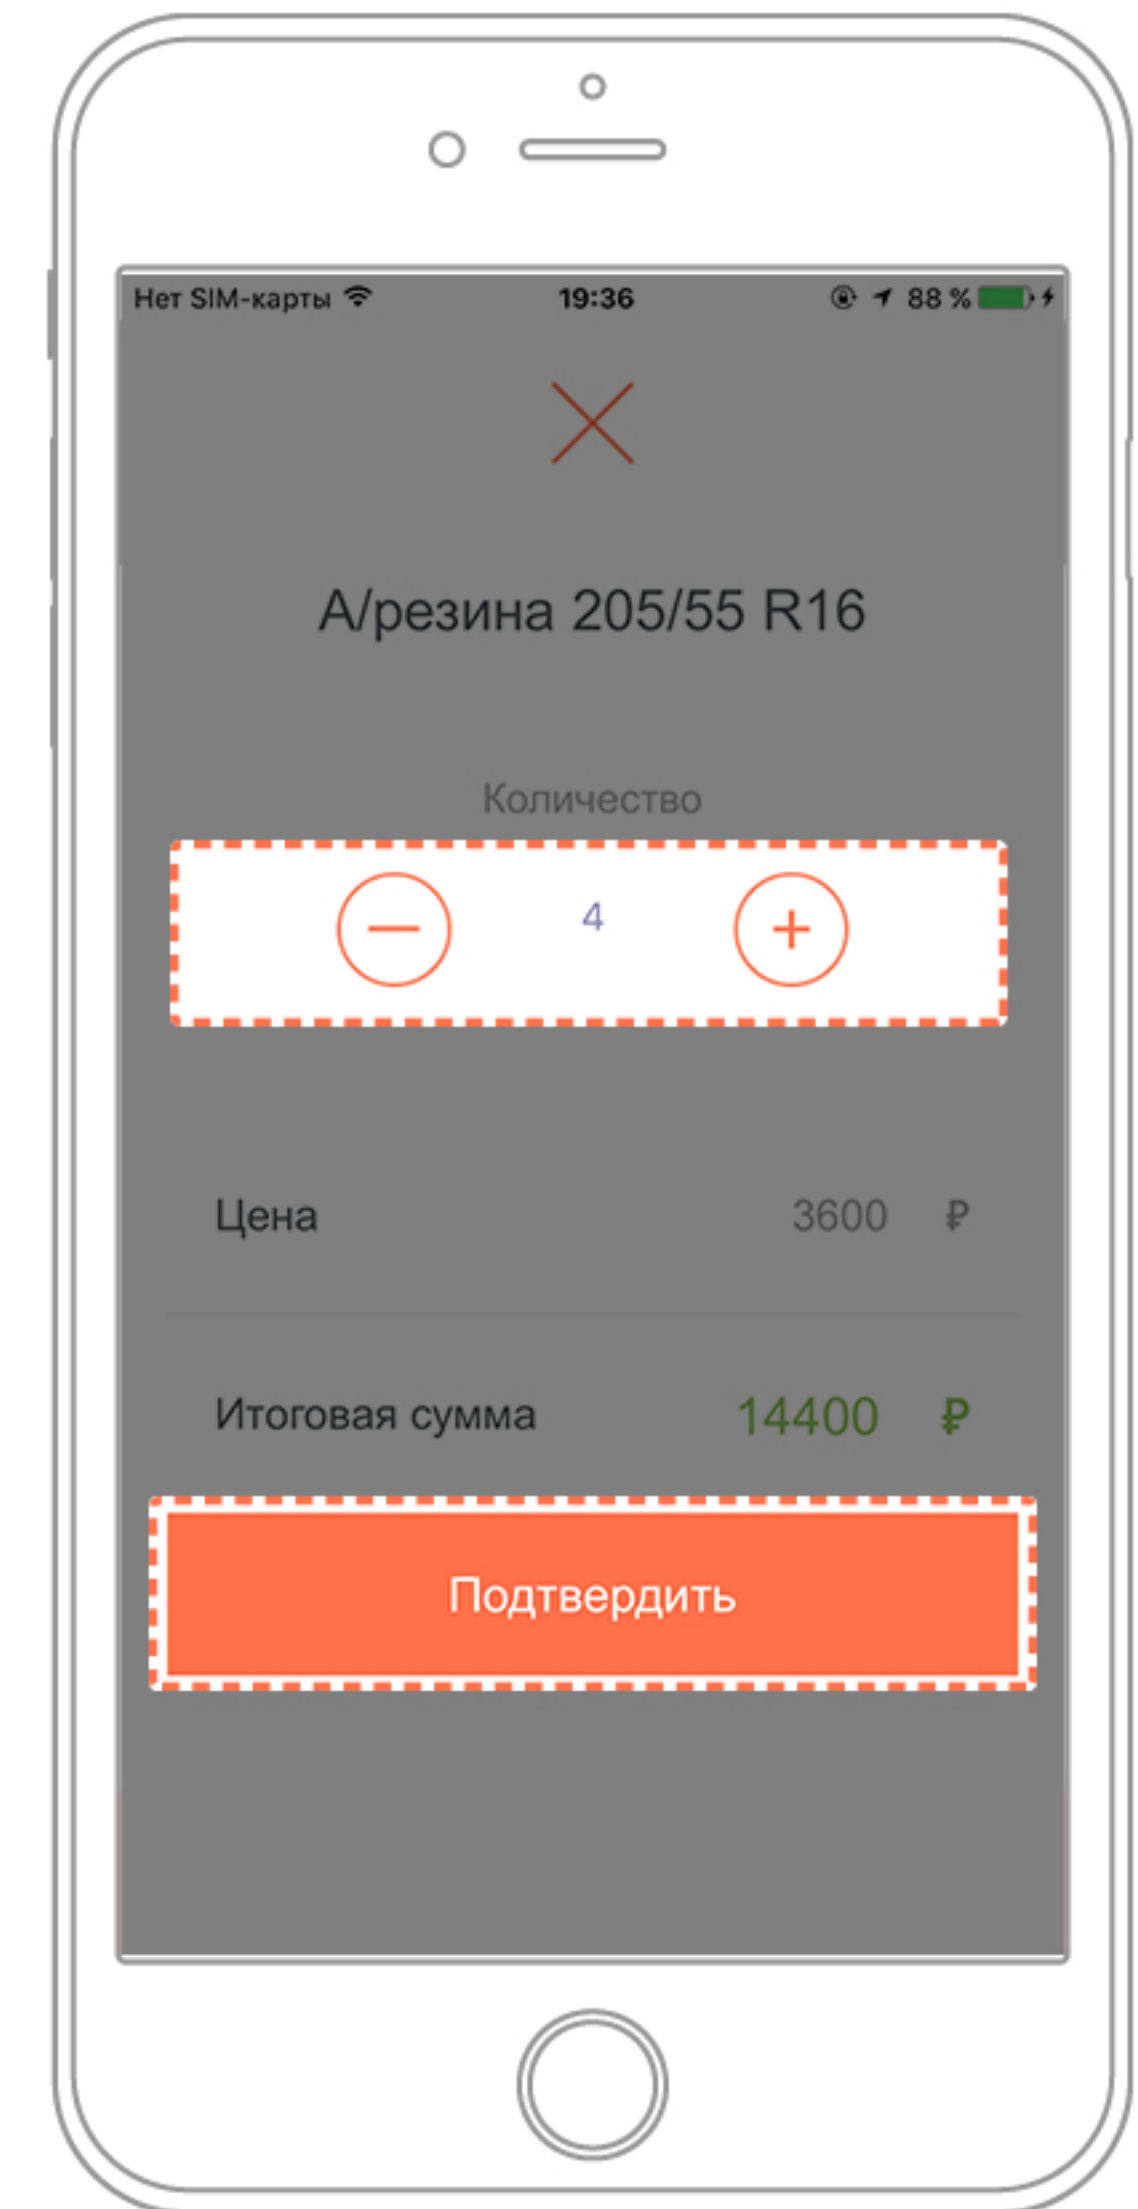 Нет SIM-карты 19:36 88 %
А/резина 205/55 R16
Количество
4
Цена 3600 ₽
Итоговая сумма 14400 ₽
Подтвердить